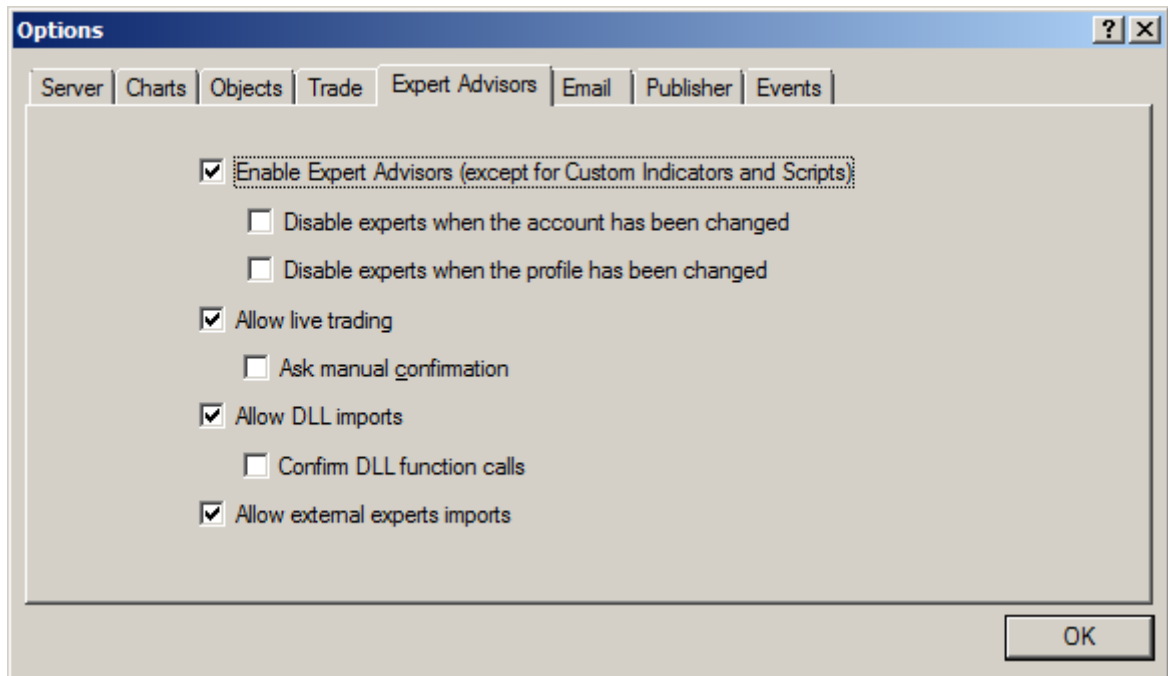 Options
Server Charts Objects Trade Expert Advisors Email Publisher Events
Enable Expert Advisors (except for Custom Indicators and Scripts)
Disable experts when the account has been changed
Disable experts when the profile has been changed
Allow live trading
Ask manual confirmation
Allow DLL imports
Confirm DLL function calls
Allow external experts imports
OK